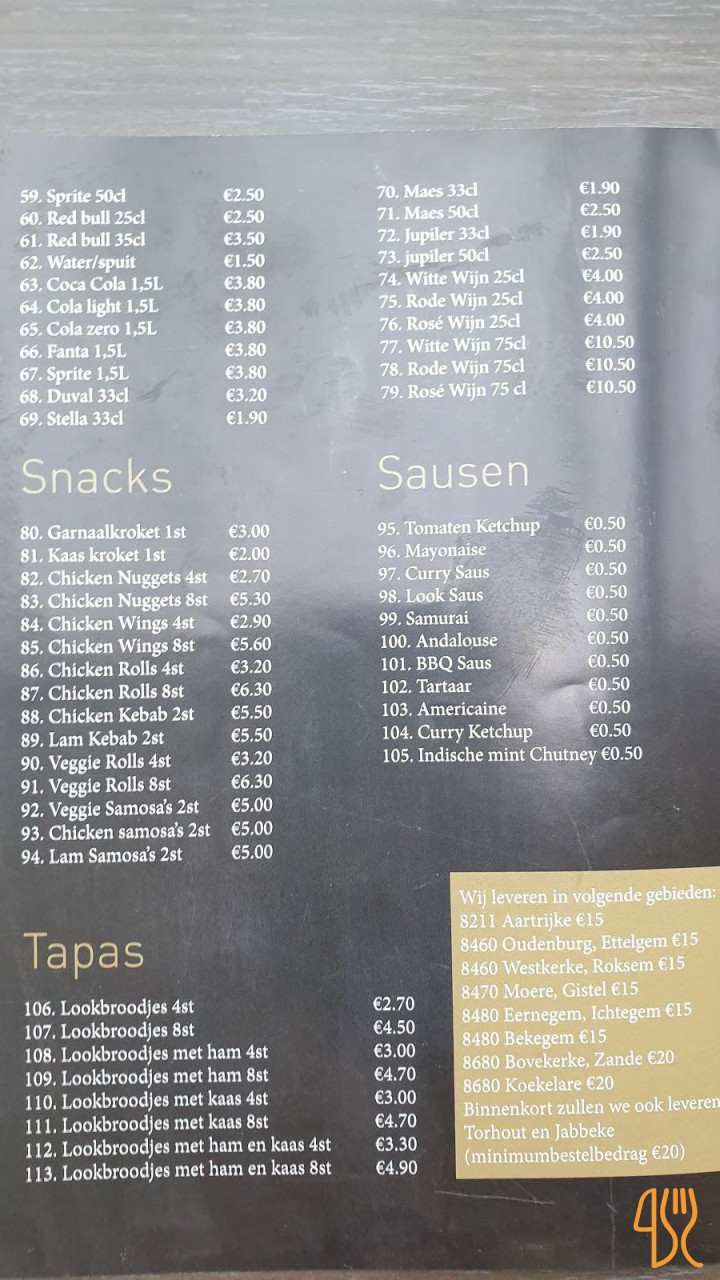 59. Sprite 50cl €2.50
60. Red bull 25cl €2.50
61. Red bull 35cl €3.50
62. Water/spuit €1.50
63. Coca Cola 1,5L €3.80
64. Cola light 1,5L €3.80
65. Cola zero 1,5L €3.80
66. Fanta 1,5L €3.80
67. Sprite 1,5L €3.80
68. Duval 33cl €3.20
69. Stella 33cl €1.90
70. Maes 33cl €1.90
71. Maes 50cl €2.50
72. Jupiler 33cl €1.90
73. jupiler 50cl €2.50
74. Witte Wijn 25cl €4.00
75. Rode Wijn 25cl €4.00
76. Rosé Wijn 25cl €4.00
77. Witte Wijn 75cl €10.50
78. Rode Wijn 75cl €10.50
79. Rosé Wijn 75 cl €10.50
Snacks
80. Garnaalkroket 1st €3.00
81. Kaas kroket 1st €2.00
82. Chicken Nuggets 4st €2.70
83. Chicken Nuggets 8st €5.30
84. Chicken Wings 4st €2.90
85. Chicken Wings 8st €5.60
86. Chicken Rolls 4st €3.20
87. Chicken Rolls 8st €6.30
88. Chicken Kebab 2st €5.50
89. Lam Kebab 2st €5.50
90. Veggie Rolls 4st €3.20
91. Veggie Rolls 8st €6.30
92. Veggie Samosa's 2st €5.00
93. Chicken samosa's 2st €5.00
94. Lam Samosa's 2st €5.00
Sausen
95. Tomaten Ketchup €0.50
96. Mayonaise €0.50
97. Curry Saus €0.50
98. Look Saus €0.50
99. Samurai €0.50
100. Andalouse €0.50
101. BBQ Saus €0.50
102. Tartaar €0.50
103. Americaine €0.50
104. Curry Ketchup €0.50
105. Indische mint Chutney €0.50
Tapas
106. Lookbroodjes 4st €2.70
107. Lookbroodjes 8st €4.50
108. Lookbroodjes met ham 4st €3.00
109. Lookbroodjes met ham 8st €4.70
110. Lookbroodjes met kaas 4st €3.00
111. Lookbroodjes met kaas 8st €4.70
112. Lookbroodjes met ham en kaas 4st €3.30
113. Lookbroodjes met ham en kaas 8st €4.90
Wij leveren in volgende gebieden:
8211 Aartrijke €15
8460 Oudenburg, Ettelgem €15
8460 Westkerke, Roksem €15
8470 Moere, Gistel €15
8480 Eernegem, Ichtegem €15
8480 Bekegem €15
8680 Bovekerke, Zande €20
8680 Koekelare €20
Binnenkort zullen we ook leveren
Torhout en Jabbeke
(minimumbestelbedrag €20)